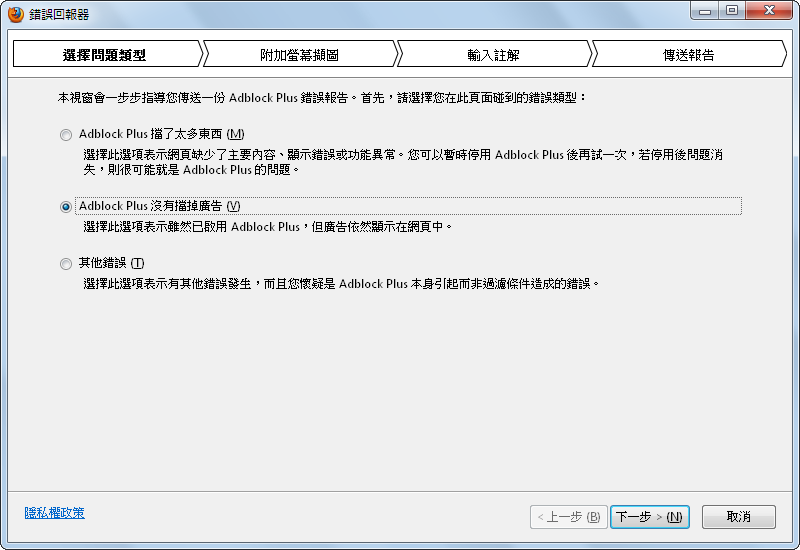 錯誤回報器
選擇問題類型
附加螢幕擷圖
輸入註解
傳送報告
本視窗會一步步指導您傳送一份 Adblock Plus 錯誤報告。首先，請選擇您在此頁面碰到的錯誤類型：
Adblock Plus 擋了太多東西 (M)
選擇此選項表示網頁缺少了主要內容、顯示錯誤或功能異常。您可以暫時停用 Adblock Plus 後再試一次，若停用後問題消
失，則很可能就是 Adblock Plus 的問題。
Adblock Plus 沒有擋掉廣告 (V)
選擇此選項表示雖然已啟用 Adblock Plus，但廣告依然顯示在網頁中。
其他錯誤 (T)
選擇此選項表示有其他錯誤發生，而且您懷疑是 Adblock Plus 本身引起而非過濾條件造成的錯誤。
隱私權政策
< 上一步 (B)
下一步 > (N)
取消